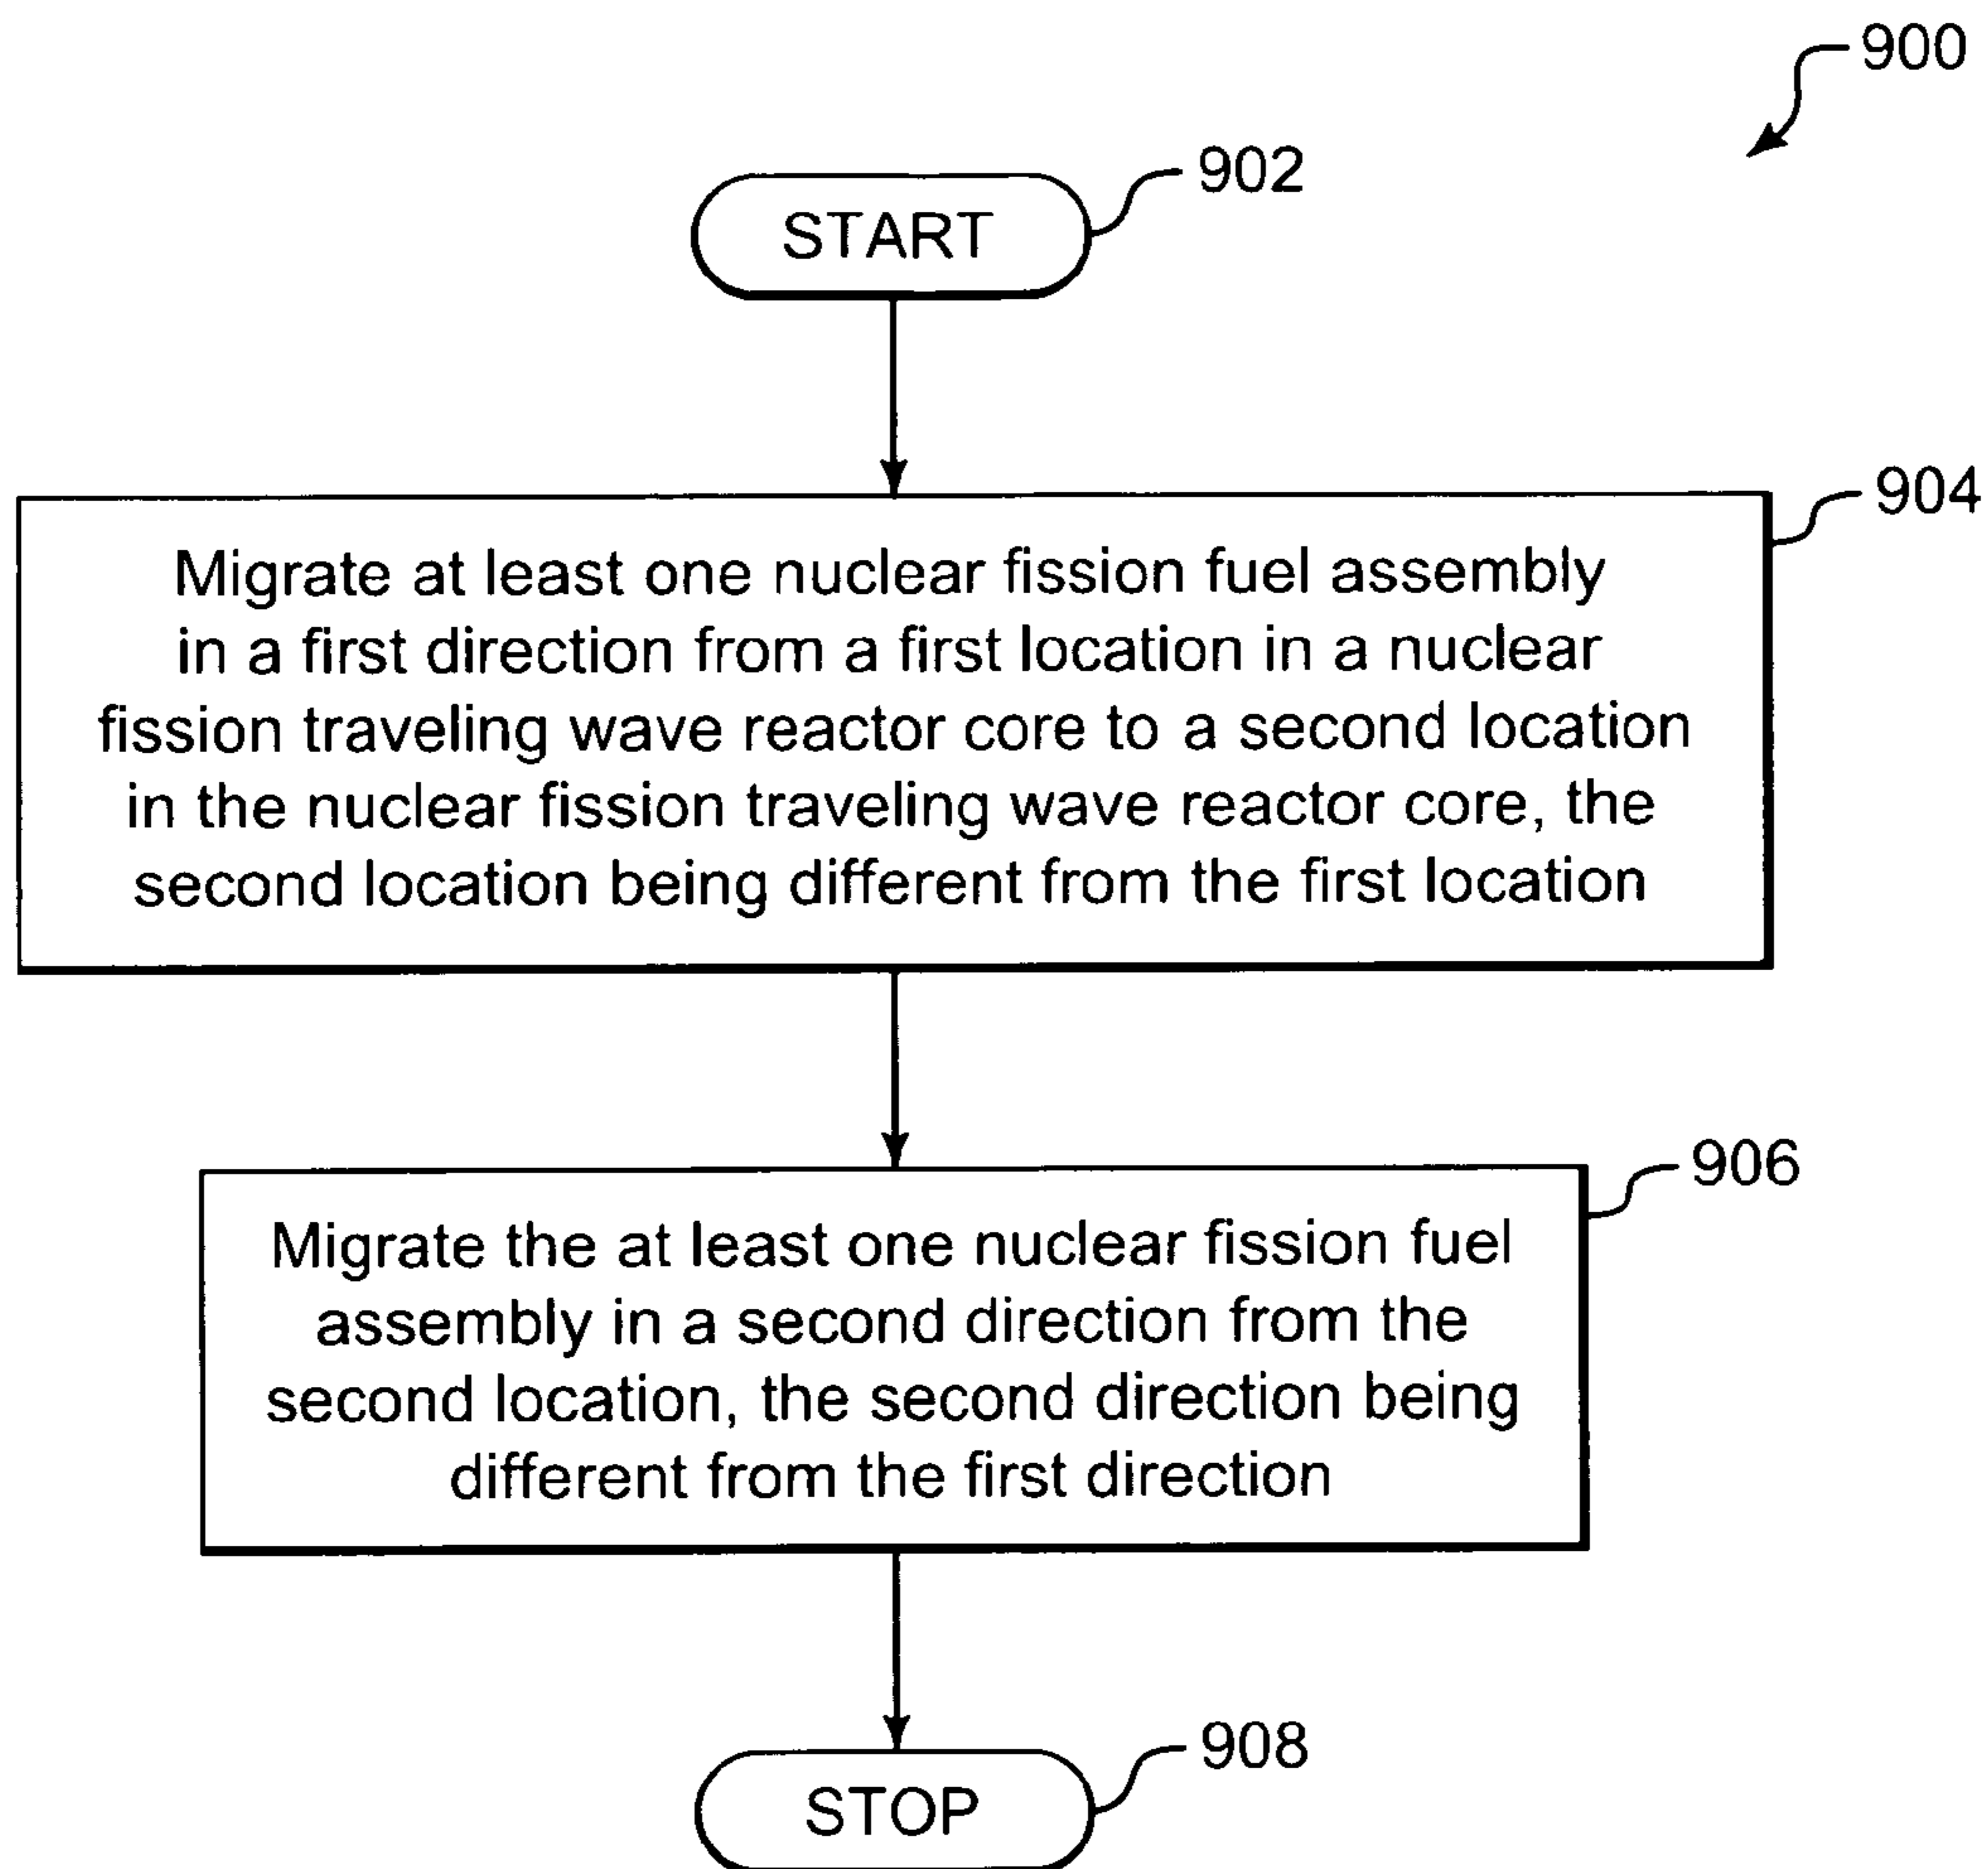 900
902
START
904
Migrate at least one nuclear fission fuel assembly
in a first direction from a first location in a nuclear
fission traveling wave reactor core to a second location
in the nuclear fission traveling wave reactor core, the
second location being different from the first location
906
Migrate the at least one nuclear fission fuel
assembly in a second direction from the
second location, the second direction being
different from the first direction
908
STOP